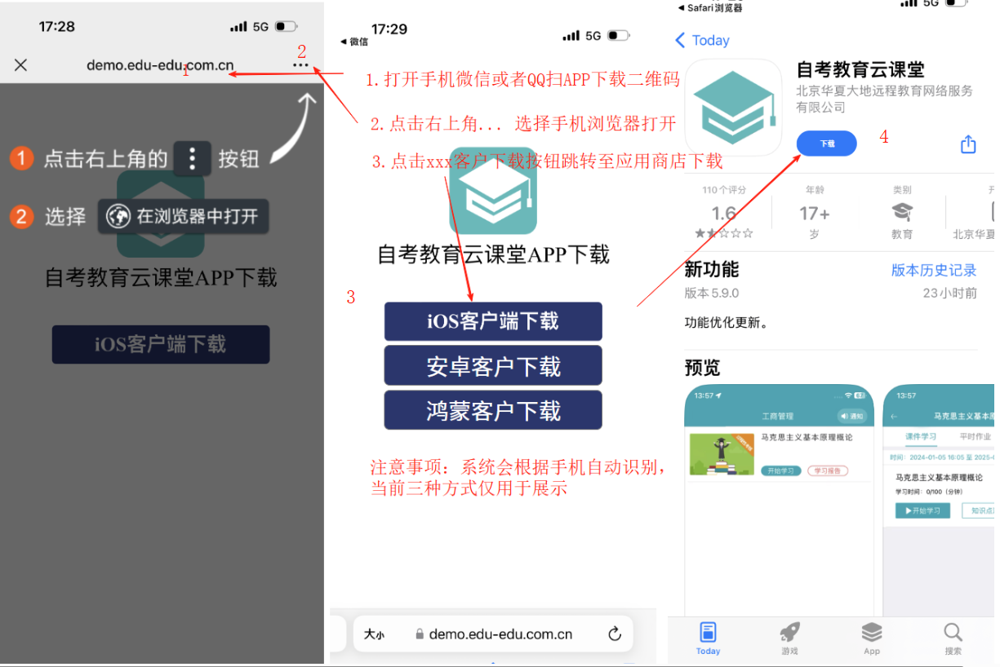 17:28
5G
demo.edu-edu.com.cn
1
2
1 点击右上角的 按钮
2 选择 在浏览器中打开
自考教育云课堂APP下载
iOS客户端下载
17:29
微信
5G
1.打开手机微信或者QQ扫APP下载二维码
2.点击右上角... 选择手机浏览器打开
3.点击xxx客户下载按钮跳转至应用商店下载
自考教育云课堂APP下载
3
iOS客户端下载
安卓客户下载
鸿蒙客户下载
注意事项：系统会根据手机自动识别，
当前三种方式仅用于展示
大小 demo.edu-edu.com.cn
Safari浏览器
5G
Today
自考教育云课堂
北京华夏大地远程教育网络服务
有限公司
下载
4
110个评分 年龄 类别
1.6 17+
岁 教育 北京华夏
新功能 版本历史记录
版本 5.9.0 23小时前
功能优化更新。
预览
13:57
工商管理 通知
马克思主义基本原理概论
开始学习 学习报告
13:57
马克思主义基本原
课件学习 平时作业
时间：2024-01-05 16:05 至 2025-
马克思主义基本原理概论
学习时间：0/100（分钟）
开始学习 知识点
Today 游戏 App 搜索